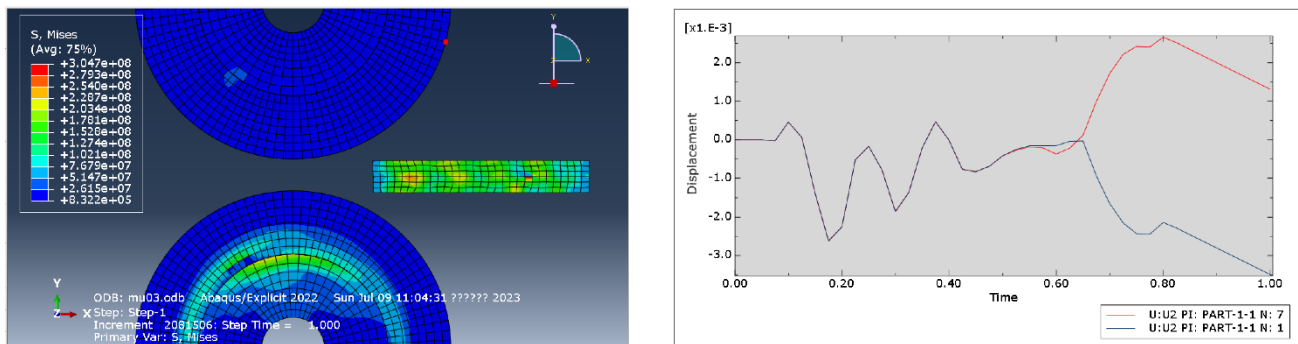 S, Mises
(Avg: 75%)
+3.047e+08
+2.793e+08
+2.540e+08
+2.287e+08
+2.034e+08
+1.781e+08
+1.528e+08
+1.274e+08
+1.021e+08
+7.679e+07
+5.147e+07
+2.615e+07
+8.322e+05
Y
Z
X
Y
Z
X
ODB: mu03.odb Abaqus/Explicit 2022 Sun Jul 09 11:04:31 ?????? 2023
Step: Step-1
Increment 2081506: Step Time = 1.000
Primary Var: S, Mises
[x1.E-3]
2.0
1.0
0.0
-1.0
-2.0
-3.0
Displacement
0.00
0.20
0.40
0.60
0.80
1.00
Time
U:U2 PI: PART-1-1 N: 7
U:U2 PI: PART-1-1 N: 1